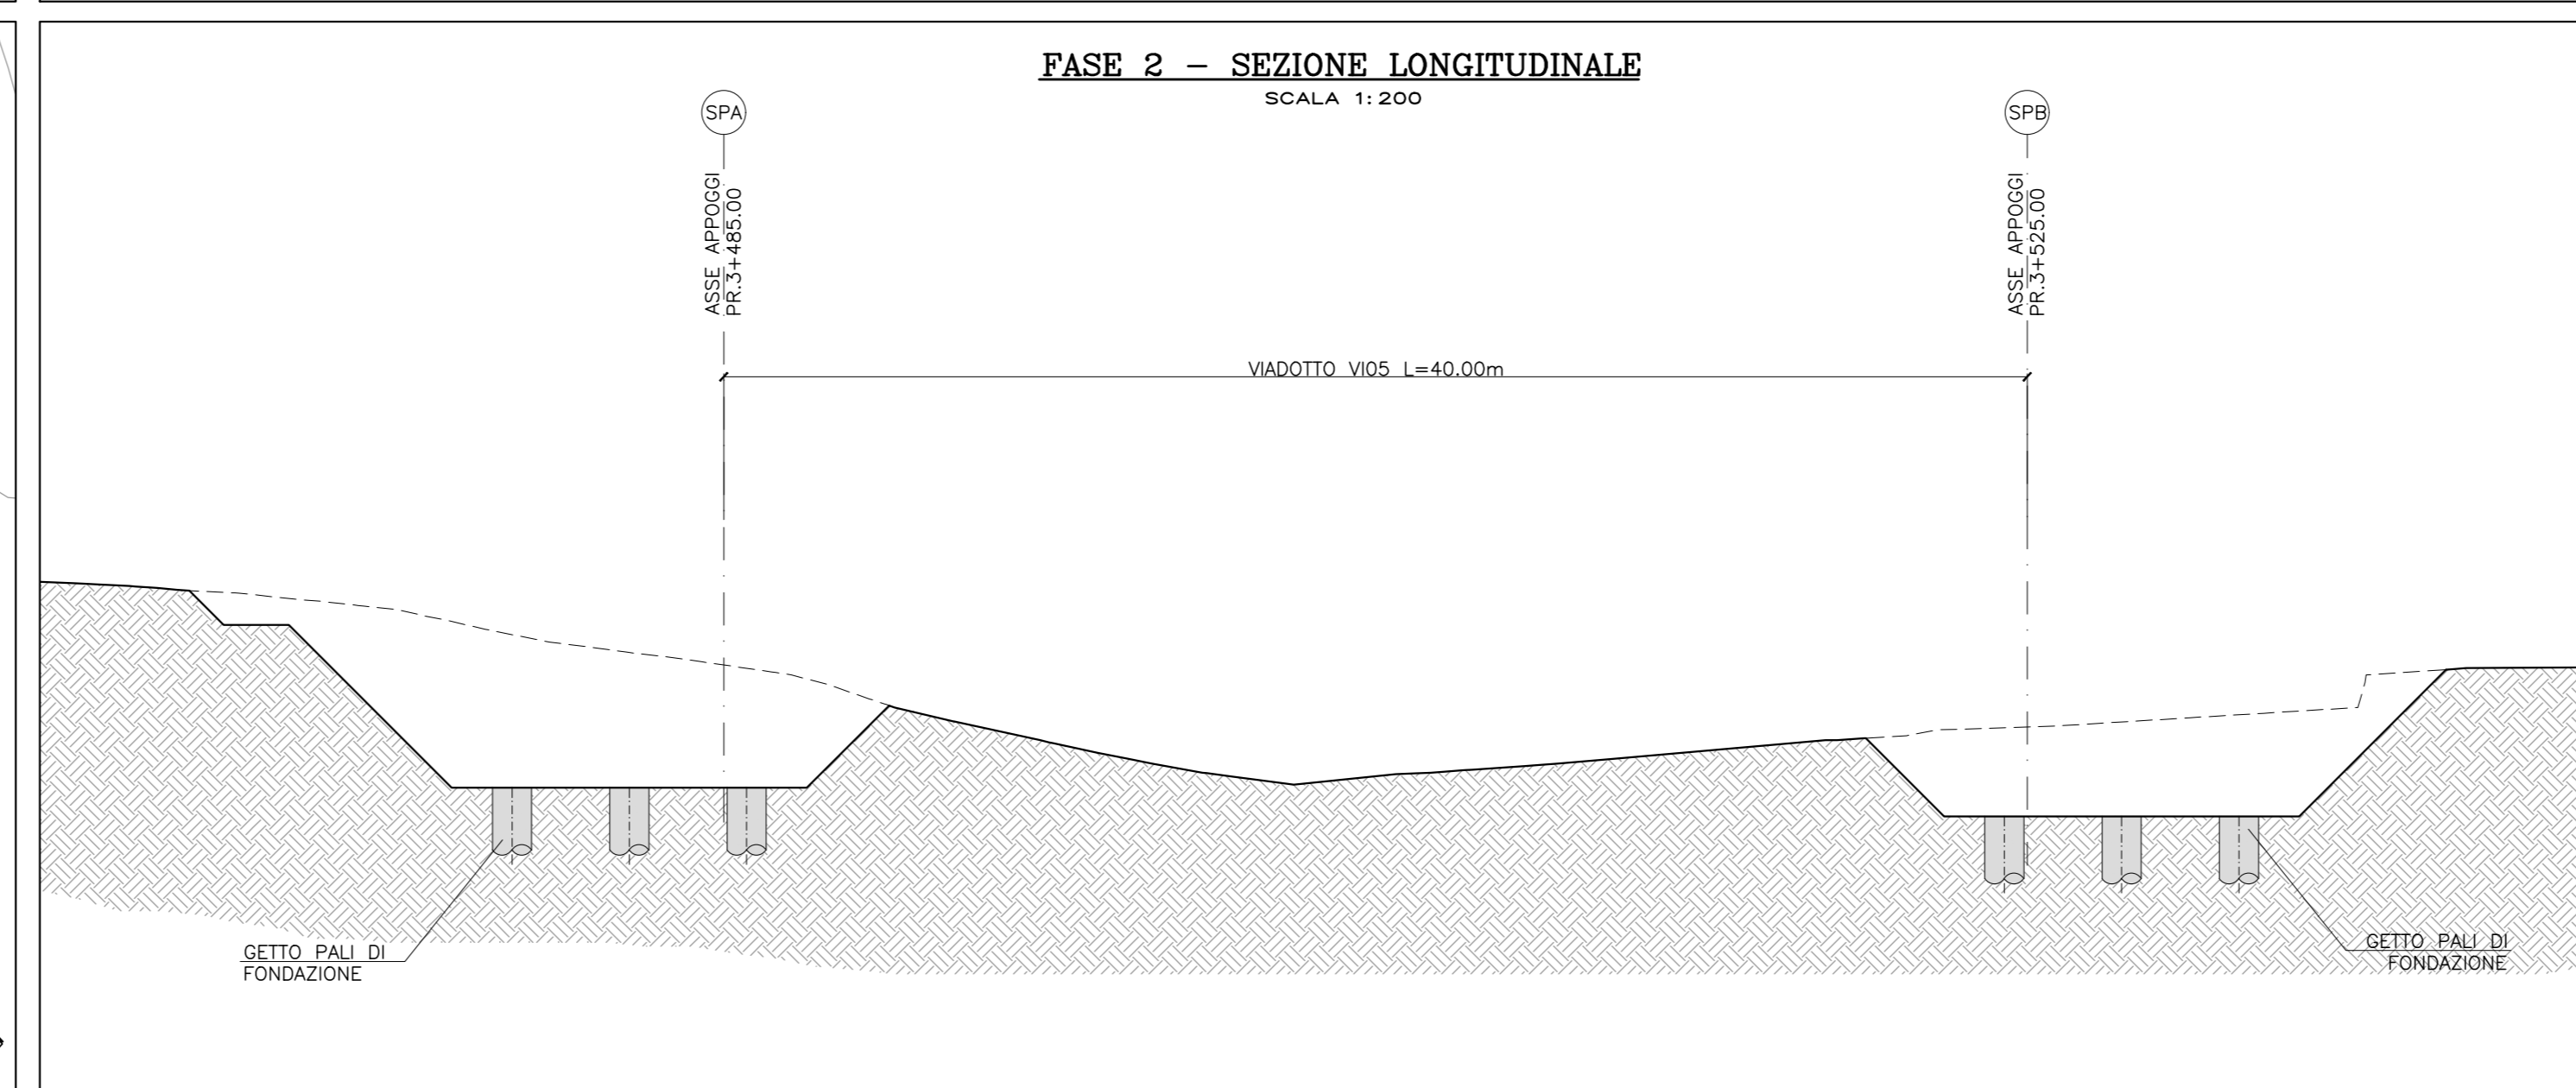 FASE 2 – SEZIONE LONGITUDINALE
SCALA 1:200
SPA
SPB
ASSE APPOGGI
PR.3+485.00
ASSE APPOGGI
PR.3+525.00
VIADOTTO VI05 L=40.00m
GETTO PALI DI
FONDAZIONE
GETTO PALI DI
FONDAZIONE